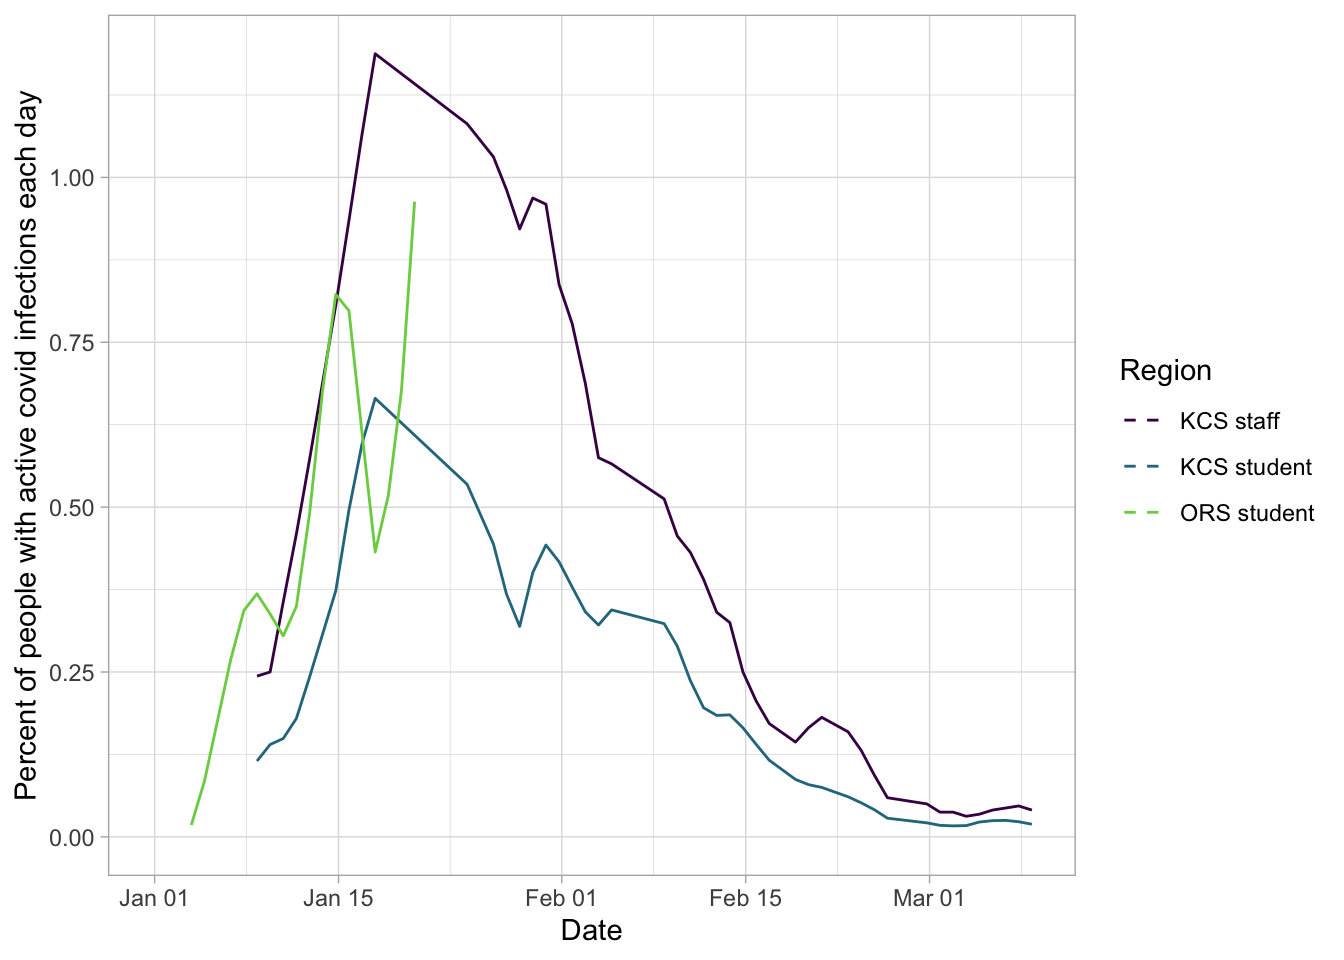 Percent of people with active covid infections each day
1.00
0.75
0.50
0.25
0.00
Jan 01
Jan 15
Feb 01
Feb 15
Mar 01
Date
Region
KCS staff
KCS student
ORS student